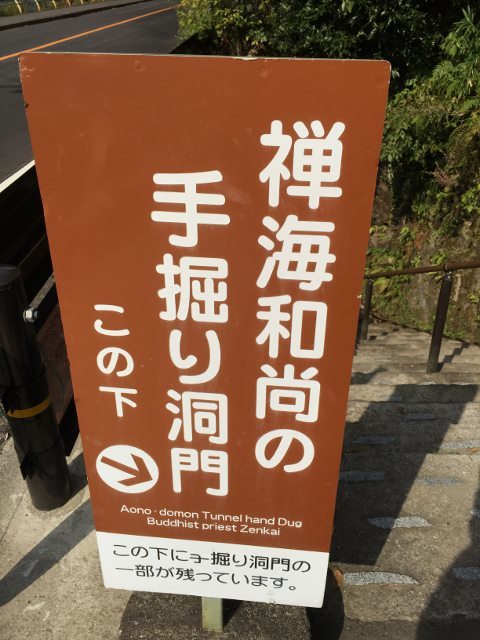 禅海和尚の
手掘り洞門
この下
Aono-domon Tunnel hand Dug
Buddhist priest Zenkai
この下に手掘り洞門の
一部が残っています。